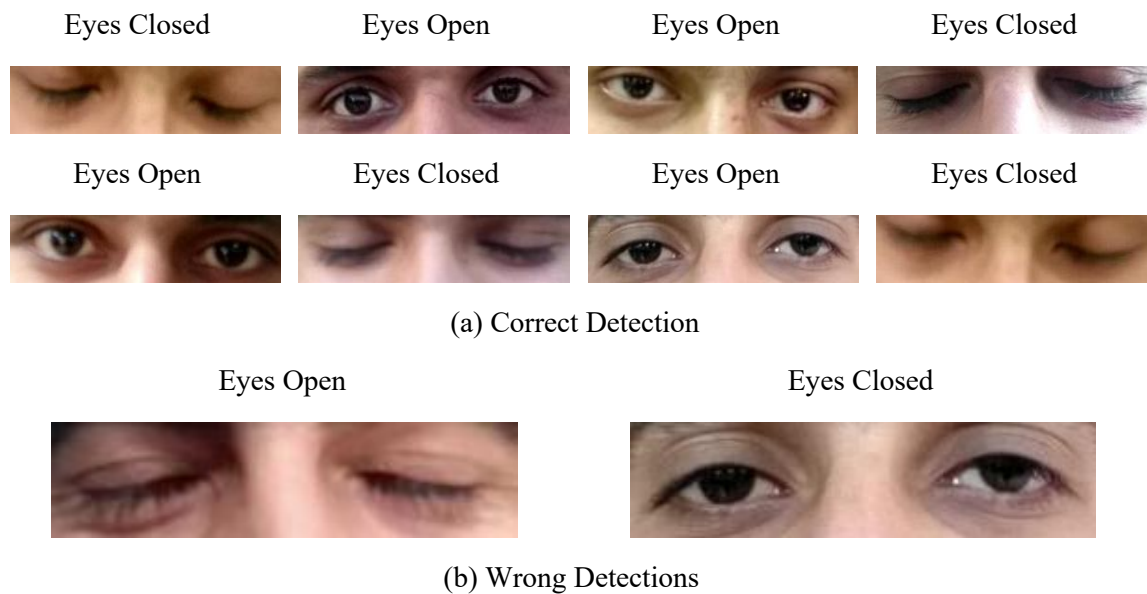 Eyes Closed Eyes Open Eyes Open Eyes Closed
Eyes Open Eyes Closed Eyes Open Eyes Closed
(a) Correct Detection
Eyes Open Eyes Closed
(b) Wrong Detections